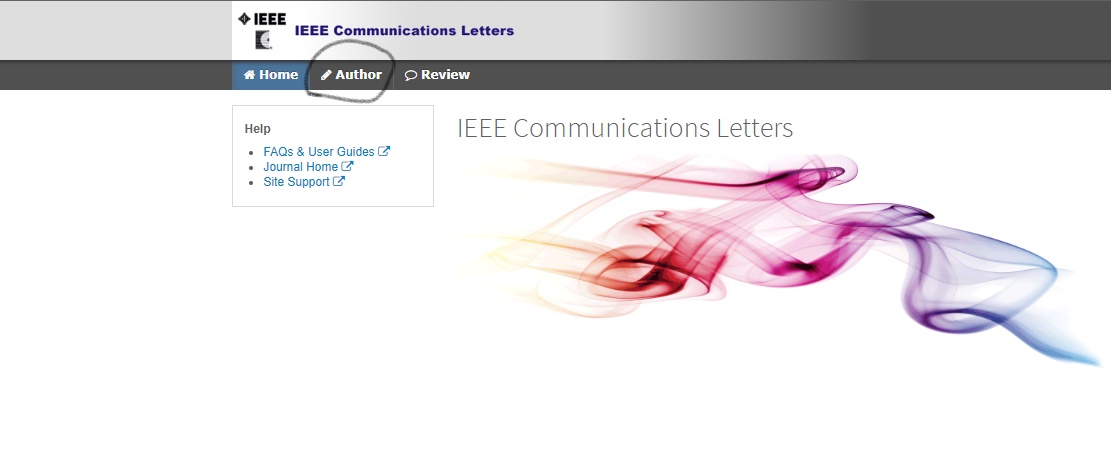 IEEE
IEEE Communications Letters
Home Author Review
Help
FAQs & User Guides
Journal Home
Site Support
IEEE Communications Letters